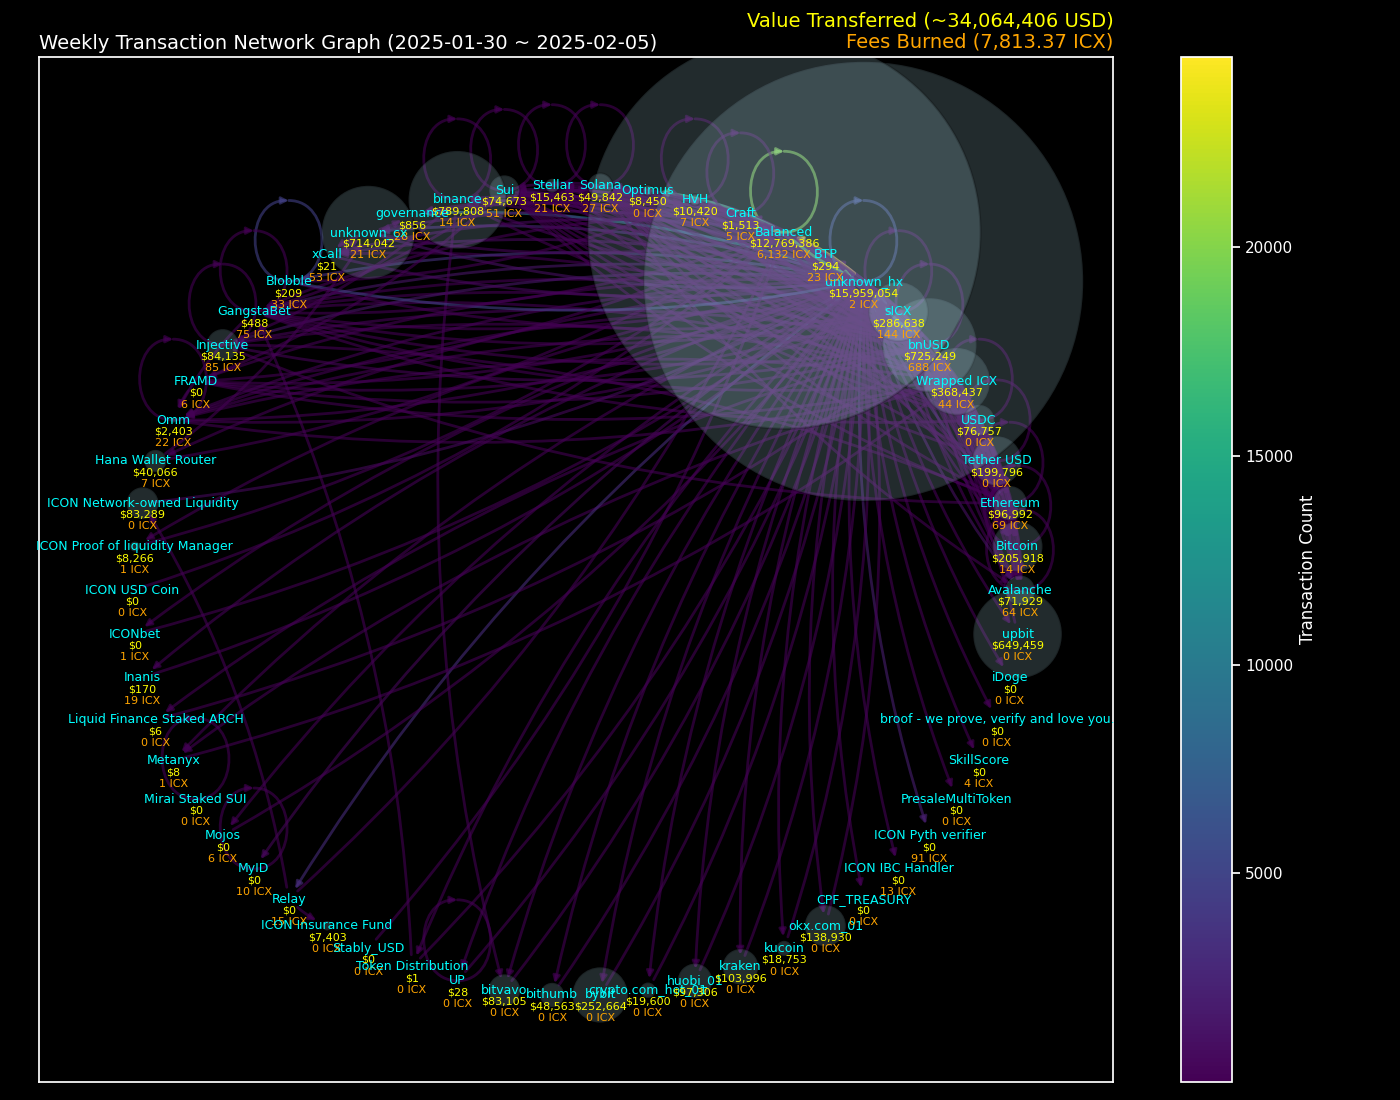 Value Transferred (~34,064,406 USD)
Weekly Transaction Network Graph (2025-01-30 ~ 2025-02-05)
Fees Burned (7,813.37 ICX)
Stellar
$15,463
21 ICX
Solana
$49,842
27 ICX
Sui
$74,673
51 ICX
Optimus
$8,450
0 ICX
binance
$789,808
14 ICX
HVH
$10,420
7 ICX
governance
$856
28 ICX
Craft
$1,513
5 ICX
unknown_cx
$714,042
21 ICX
Balanced
$12,769,386
6,132 ICX
xCall
$21
53 ICX
BTP
$294
23 ICX
Blobble
$209
33 ICX
unknown_hx
$15,959,054
2 ICX
GangstaBet
$488
75 ICX
sICX
$286,638
144 ICX
Injective
$84,135
85 ICX
bnUSD
$725,249
688 ICX
FRAMD
$0
6 ICX
Wrapped ICX
$368,437
44 ICX
Omm
$2,403
22 ICX
USDC
$76,757
0 ICX
Hana Wallet Router
$40,066
7 ICX
Tether USD
$199,796
0 ICX
ICON Network-owned Liquidity
$83,289
0 ICX
Ethereum
$96,992
69 ICX
ICON Proof of liquidity Manager
$8,266
1 ICX
Bitcoin
$205,918
14 ICX
ICON USD Coin
$0
0 ICX
Avalanche
$71,929
64 ICX
ICONbet
$0
1 ICX
upbit
$649,459
0 ICX
Inanis
$170
19 ICX
iDoge
$0
0 ICX
Liquid Finance Staked ARCH
$6
0 ICX
broof - we prove, verify and love you.
$0
0 ICX
Metanyx
$8
1 ICX
SkillScore
$0
4 ICX
Mirai Staked SUI
$0
0 ICX
PresaleMultiToken
$0
0 ICX
Mojos
$0
6 ICX
ICON Pyth verifier
$0
91 ICX
MyID
$0
10 ICX
ICON IBC Handler
$0
13 ICX
Relay
$0
15 ICX
CPF_TREASURY
$0
0 ICX
ICON Insurance Fund
$7,403
0 ICX
okx.com_01
$138,930
0 ICX
Stably_USD
$0
0 ICX
kucoin
$18,753
0 ICX
Token Distribution
$1
0 ICX
kraken
$103,996
0 ICX
UP
$28
0 ICX
huobi_01
$97,306
0 ICX
bitvavo
$83,105
0 ICX
bithumb
$48,563
0 ICX
bybit
$252,664
0 ICX
$19,600
0 ICX
20000
15000
10000
5000
Transaction Count